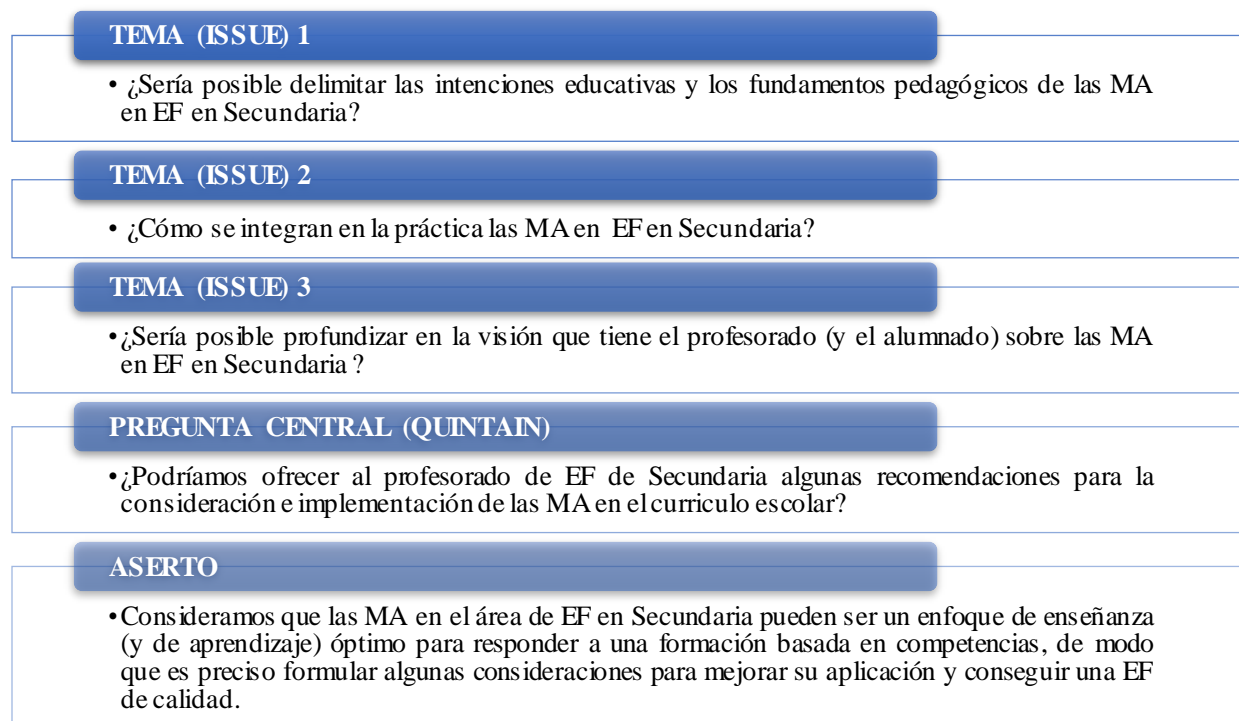 TEMA (ISSUE) 1
• ¿Sería posible delimitar las intenciones educativas y los fundamentos pedagógicos de las MA
en EF en Secundaria?
TEMA (ISSUE) 2
• ¿Cómo se integran en la práctica las MA en EF en Secundaria?
TEMA (ISSUE) 3
• ¿Sería posible profundizar en la visión que tiene el profesorado (y el alumnado) sobre las MA
en EF en Secundaria ?
PREGUNTA CENTRAL (QUINTAIN)
• ¿Podríamos ofrecer al profesorado de EF de Secundaria algunas recomendaciones para la
consideración e implementación de las MA en el curriculo escolar?
ASERTO
• Consideramos que las MA en el área de EF en Secundaria pueden ser un enfoque de enseñanza
(y de aprendizaje) óptimo para responder a una formación basada en competencias, de modo
que es preciso formular algunas consideraciones para mejorar su aplicación y conseguir una EF
de calidad.